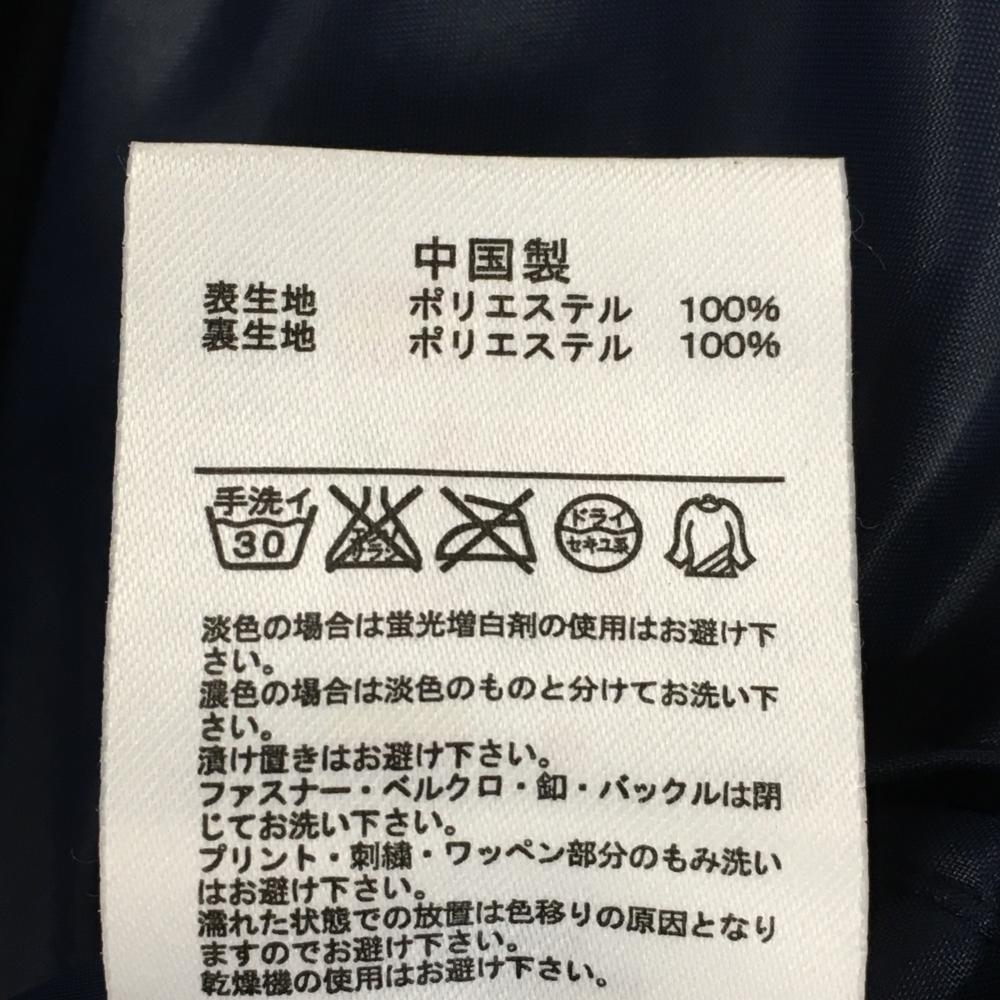 中国製
表生地 ポリエステル 100%
裏生地 ポリエステル 100%
手洗イ
30
エンソ
サラシ
ドライ
セキユ系
淡色の場合は蛍光増白剤の使用はお避け下
さい。
濃色の場合は淡色のものと分けてお洗い下
さい。
漬け置きはお避け下さい。
ファスナー・ベルクロ・釦・バックルは閉
じてお洗い下さい。
プリント・刺繍・ワッペン部分のもみ洗い
はお避け下さい。
濡れた状態での放置は色移りの原因となり
ますのでお避け下さい。
乾燥機の使用はお避け下さい。